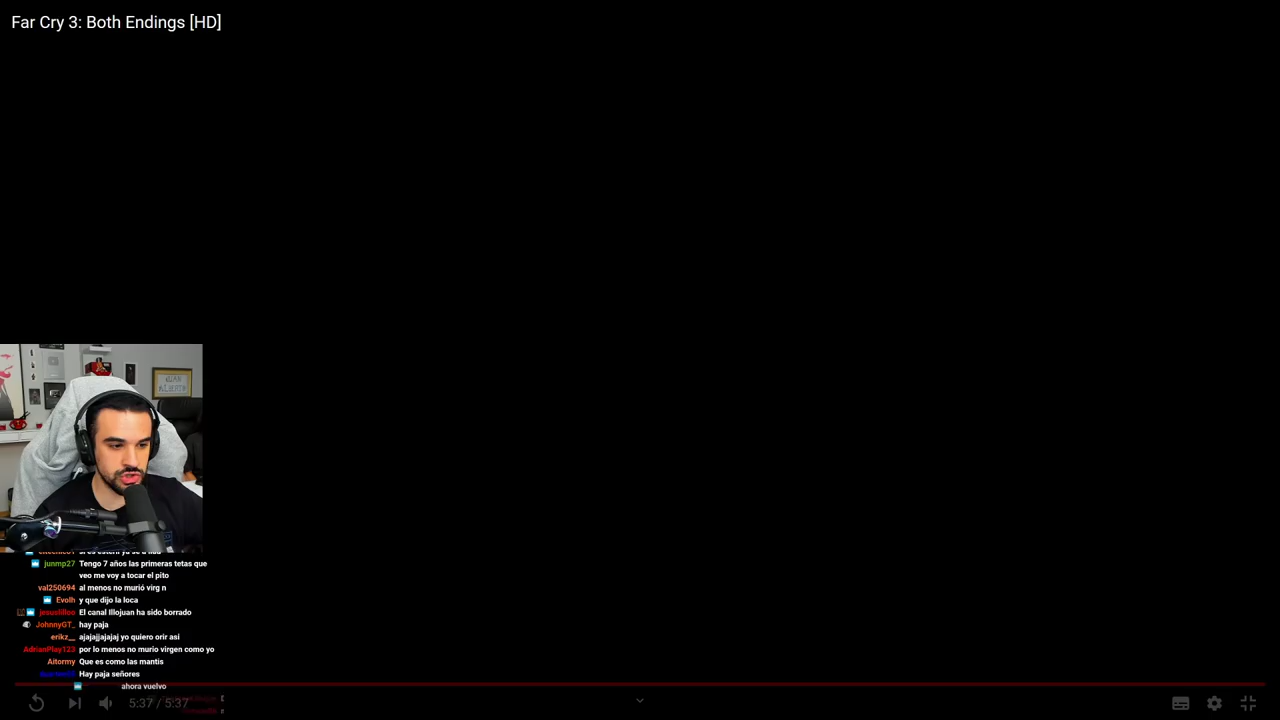 Far Cry 3: Both Endings [HD]
JUAN
ALBERTO
junmp27 Tengo 7 años las primeras tetas que
veo me voy a tocar el pito
val250694 al menos no murió virg n
Evolh y que dijo la loca
jesuslilloo El canal Illojuan ha sido borrado
JohnnyGT_ hay paja
erikz__ ajajajjajajaj yo quiero orir asi
AdrianPlay123 por lo menos no murio virgen como yo
Aitormy Que es como las mantis
Hay paja señores
ahora vuelvo
5:37 / 5:37